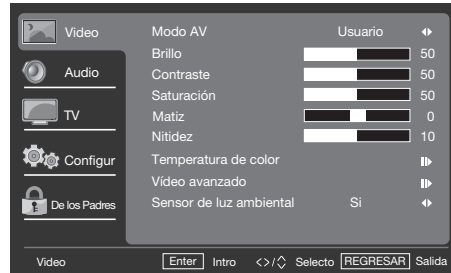 Video
Audio
TV
Configur
De los Padres
Modo AV Usuario
Brillo 50
Contraste 50
Saturación 50
Matiz 0
Nitidez 10
Temperatura de color
Vídeo avanzado
Sensor de luz ambiental Si
Video Enter Intro <>/ Selecto REGRESAR Salida